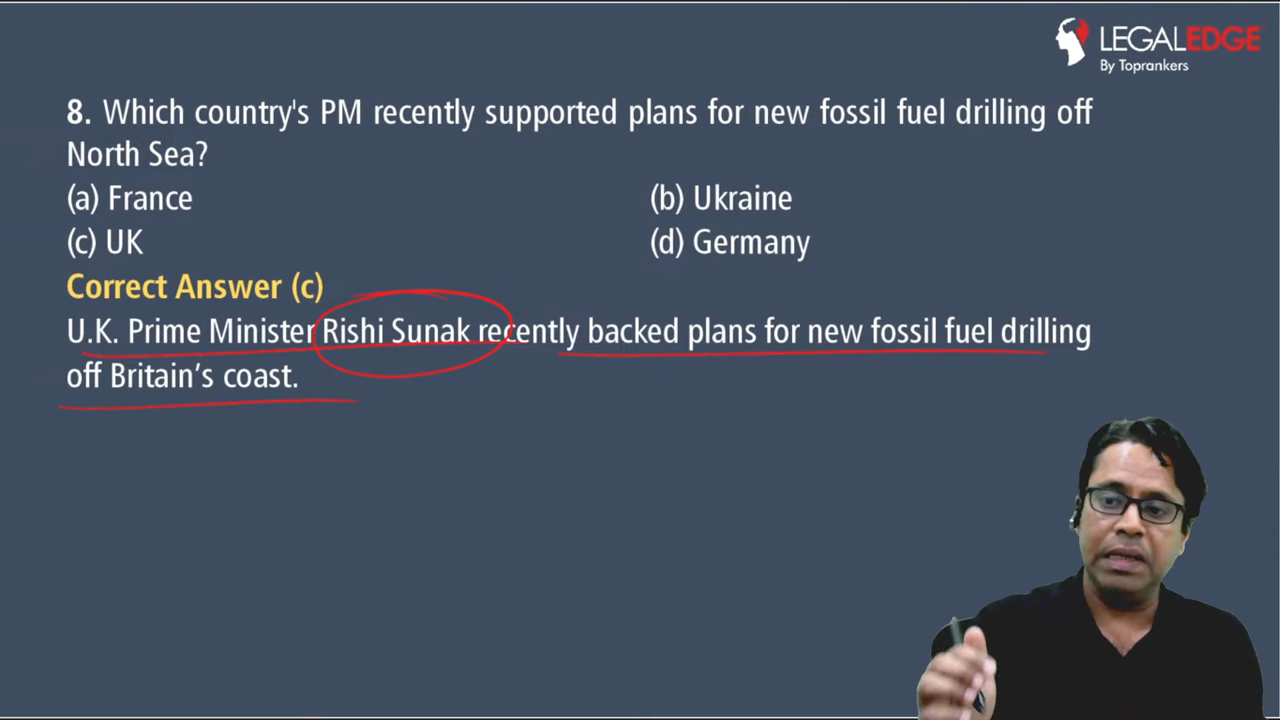 LEGALEDGE
By Toprankers
8. Which country's PM recently supported plans for new fossil fuel drilling off
North Sea?
(a) France (b) Ukraine
(c) UK (d) Germany
Correct Answer (c)
U.K. Prime Minister Rishi Sunak recently backed plans for new fossil fuel drilling
off Britain’s coast.